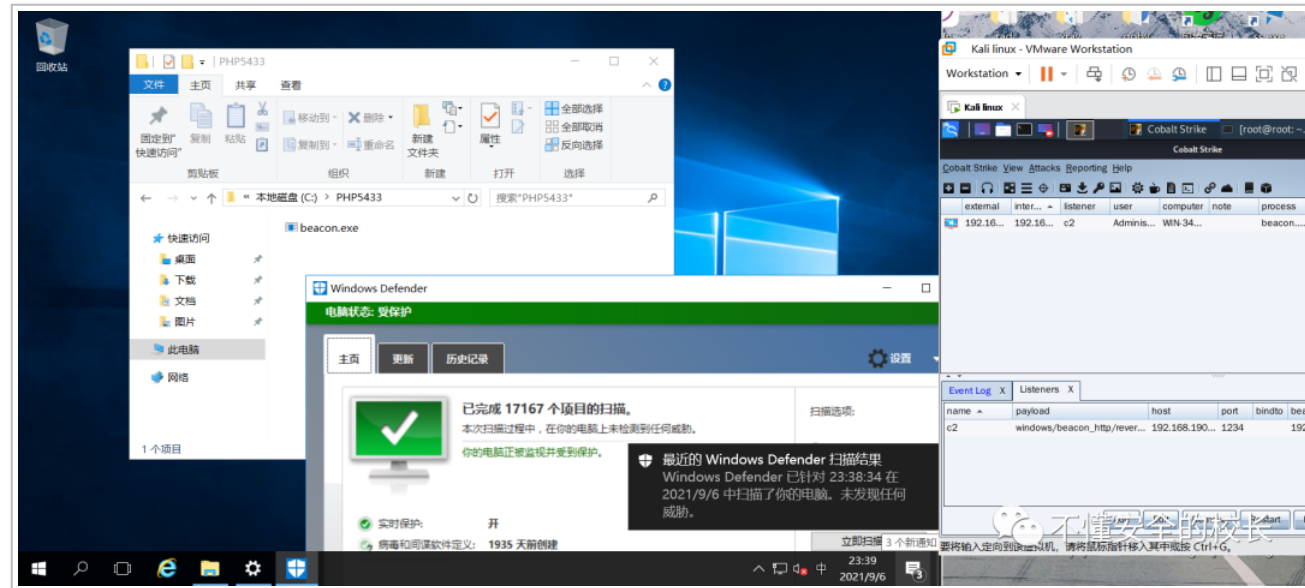 回收站
PHP5433
文件
主页
共享
查看
固定到"
快速访问"
复制
粘贴
移动到
删除
复制到
重命名
新建
文件夹
属性
全部选择
全部取消
反向选择
剪贴板
组织
新建
打开
选择
« 本地磁盘 (C:) › PHP5433
搜索"PHP5433"
快速访问
桌面
下载
文档
图片
此电脑
网络
beacon.exe
1 个项目
Windows Defender
电脑状态: 受保护
主页
更新
历史记录
设置
已完成 17167 个项目的扫描。
本次扫描过程中，在你的电脑上未检测到任何威胁。
你的电脑正被监视并受到保护。
扫描选项:
实时保护:
开
病毒和间谍软件定义:
1935 天前创建
立即扫描
最近的 Windows Defender 扫描结果
Windows Defender 已针对 23:38:34 在
2021/9/6 中扫描了你的电脑。未发现任何
威胁。
3 个新通知
中
23:39
2021/9/6
3
Kali linux - VMware Workstation
Workstation
Kali linux
Cobalt Strike
[root@root: ~
Cobalt Strike
Cobalt Strike View Attacks Reporting Help
external inter... listener user computer note process
192.16... 192.16... c2 Adminis... WIN-34... beacon....
Event Log X
Listeners X
name payload host port bindto bea
c2 windows/beacon_http/rever... 192.168.190... 1234 192
不懂安全的校长
要将输入定向到该虚拟机，请将鼠标指针移入其中或按 Ctrl+G。